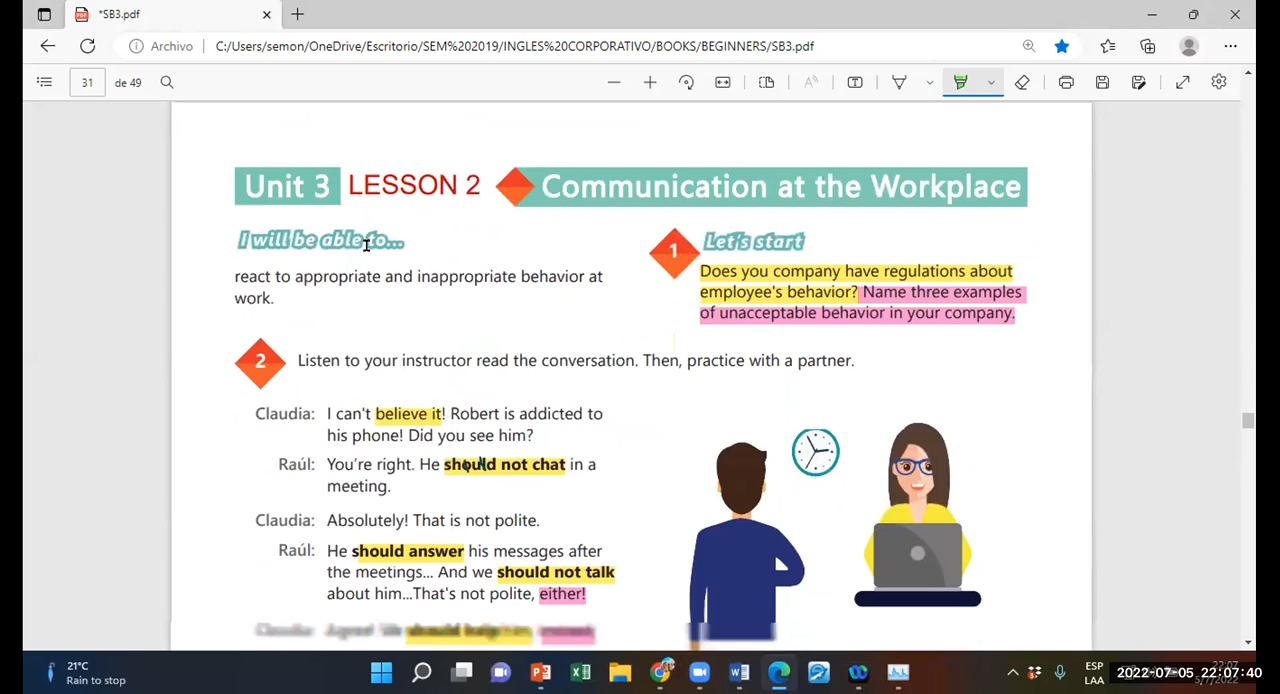 *SB3.pdf
Archivo
C:/Users/semon/OneDrive/Escritorio/SEM%202019/INGLES%20CORPORATIVO/BOOKS/BEGINNERS/SB3.pdf
31 de 49
Unit 3 LESSON 2 Communication at the Workplace
I will be able to...
react to appropriate and inappropriate behavior at
work.
1 Let's start
Does you company have regulations about
employee's behavior? Name three examples
of unacceptable behavior in your company.
2 Listen to your instructor read the conversation. Then, practice with a partner.
Claudia: I can't believe it! Robert is addicted to
his phone! Did you see him?
Raúl: You're right. He should not chat in a
meeting.
Claudia: Absolutely! That is not polite.
Raúl: He should answer his messages after
the meetings... And we should not talk
about him...That's not polite, either!
Claudia: Agree! We should help
21°C
Rain to stop
ESP
LAA
2022-07-05 22:07:40